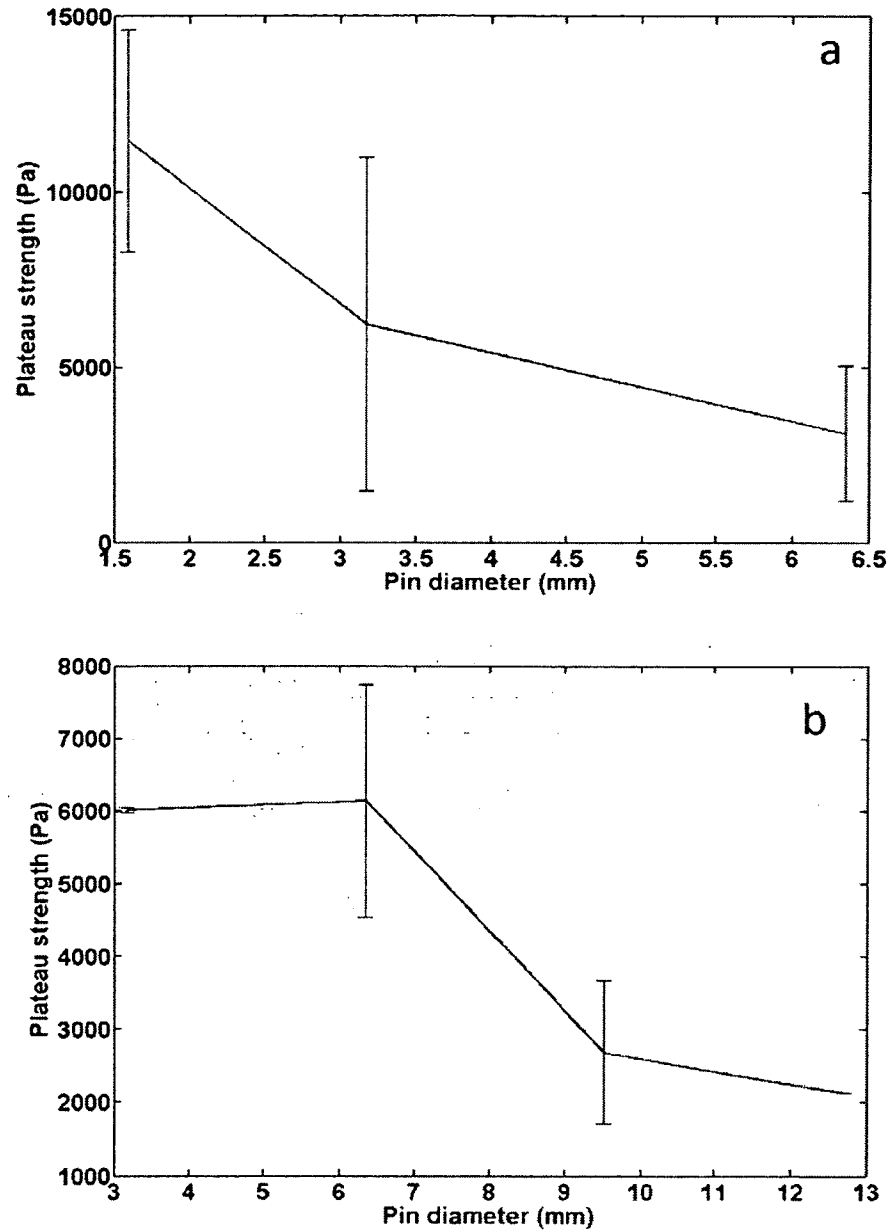 15000
a
10000
Plateau strength (Pa)
5000
0
1.5 2 2.5 3 3.5 4 4.5 5 5.5 6 6.5
Pin diameter (mm)
8000
b
7000
6000
Plateau strength (Pa)
5000
4000
3000
2000
1000
3 4 5 6 7 8 9 10 11 12 13
Pin diameter (mm)